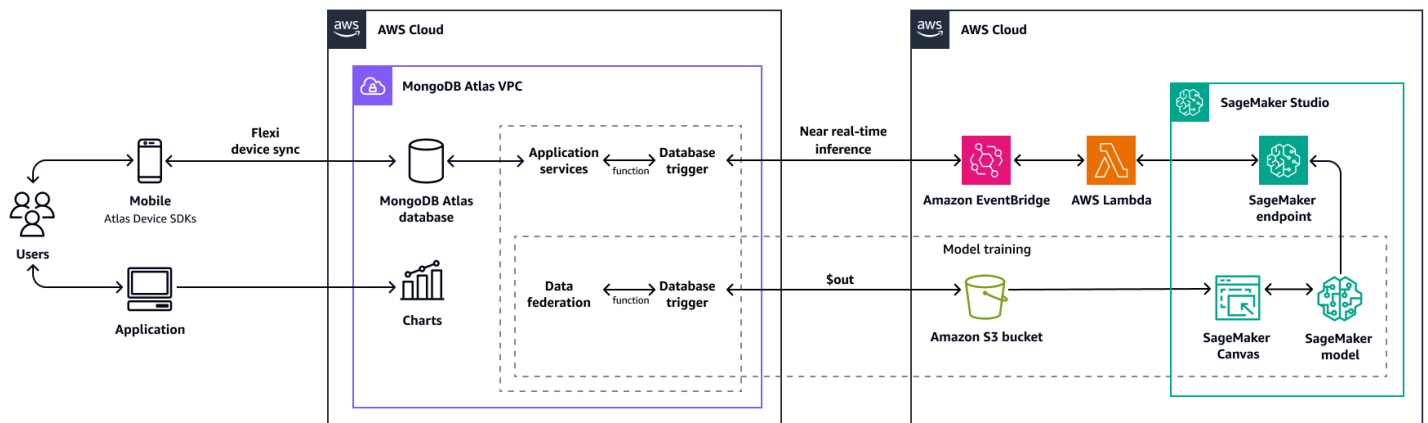 aws
AWS Cloud
aws
AWS Cloud
MongoDB Atlas VPC
SageMaker Studio
Flexi
device sync
Near real-time
inference
Application
services
function
Database
trigger
Mobile
Atlas Device SDKs
MongoDB Atlas
database
Amazon EventBridge
AWS Lambda
SageMaker
endpoint
Users
Model training
Data
federation
function
Database
trigger
$out
Application
Charts
Amazon S3 bucket
SageMaker
Canvas
SageMaker
model